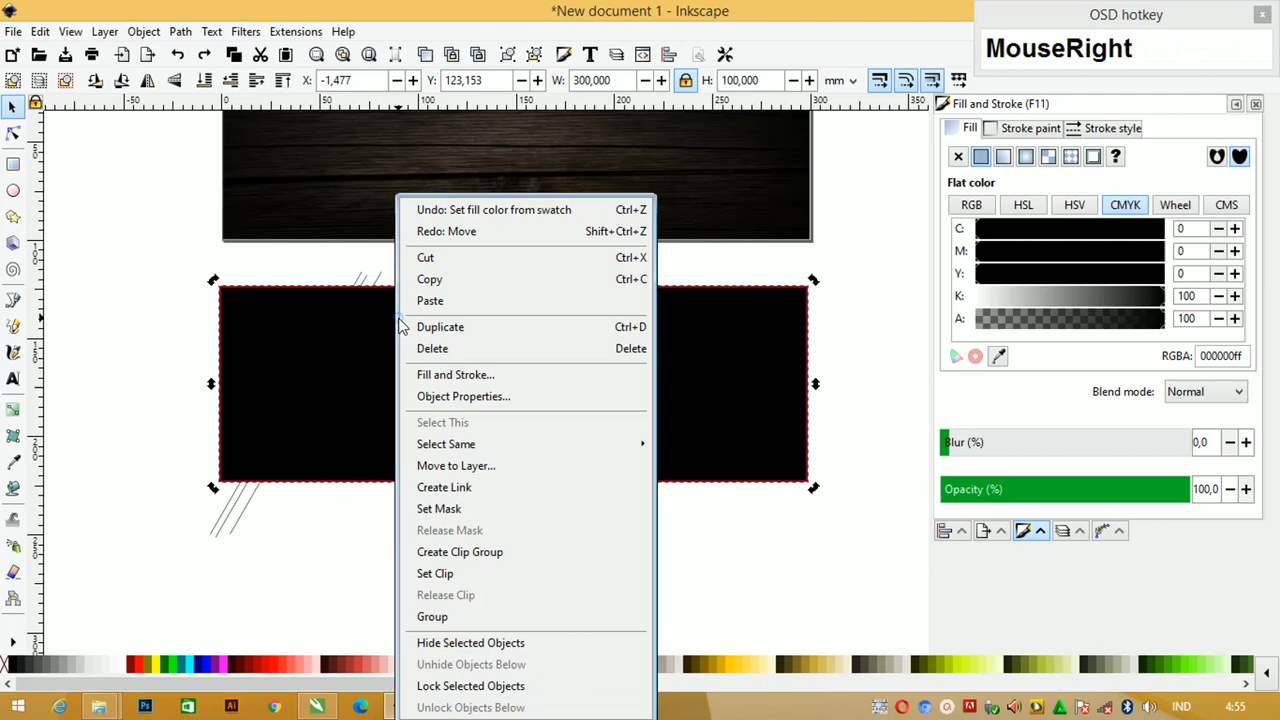 *New document 1 - Inkscape
OSD hotkey
x
MouseRight
File Edit View Layer Object Path Text Filters Extensions Help
X: -1,477 Y: 123,153 W: 300,000 H: 100,000 mm
-50 0 50 100 150 200 250 300 350
Fill and Stroke (F11)
Fill Stroke paint Stroke style
Flat color
RGB HSL HSV CMYK Wheel CMS
C: 0
M: 0
Y: 0
K: 100
A: 100
RGBA: 000000ff
Blend mode: Normal
Blur (%) 0,0
Opacity (%) 100,0
Undo: Set fill color from swatch Ctrl+Z
Redo: Move Shift+Ctrl+Z
Cut Ctrl+X
Copy Ctrl+C
Paste
Duplicate Ctrl+D
Delete Delete
Fill and Stroke...
Object Properties...
Select This
Select Same
Move to Layer...
Create Link
Set Mask
Release Mask
Create Clip Group
Set Clip
Release Clip
Group
Hide Selected Objects
Unhide Objects Below
Lock Selected Objects
Unlock Objects Below
IND 4:55